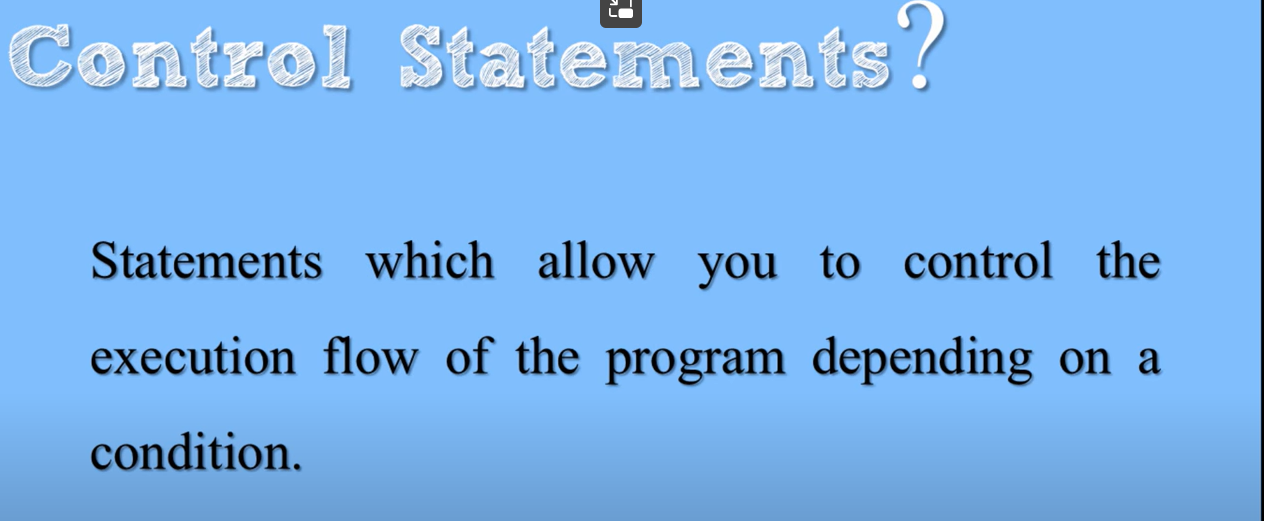 Control Statements?
Statements which allow you to control the
execution flow of the program depending on a
condition.